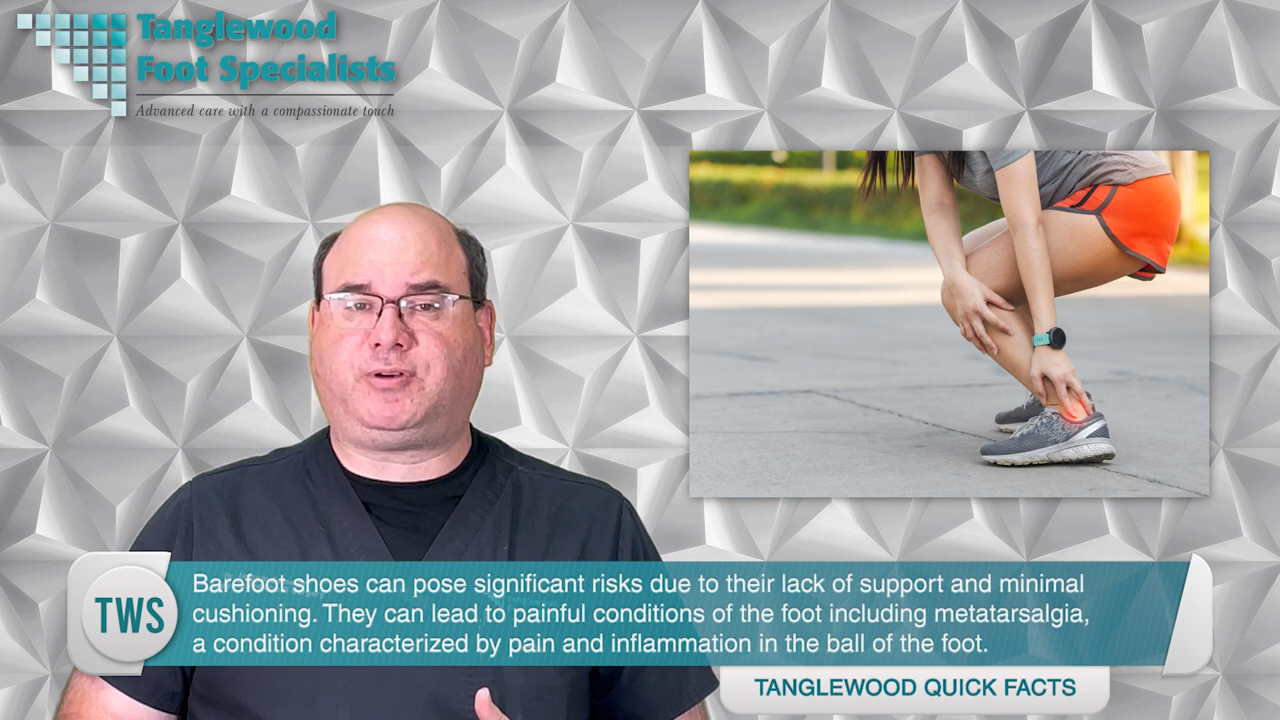 Tanglewood
Foot Specialists
Advanced care with a compassionate touch
TWS
Barefoot shoes can pose significant risks due to their lack of support and minimal
cushioning. They can lead to painful conditions of the foot including metatarsalgia,
a condition characterized by pain and inflammation in the ball of the foot.
TANGLEWOOD QUICK FACTS